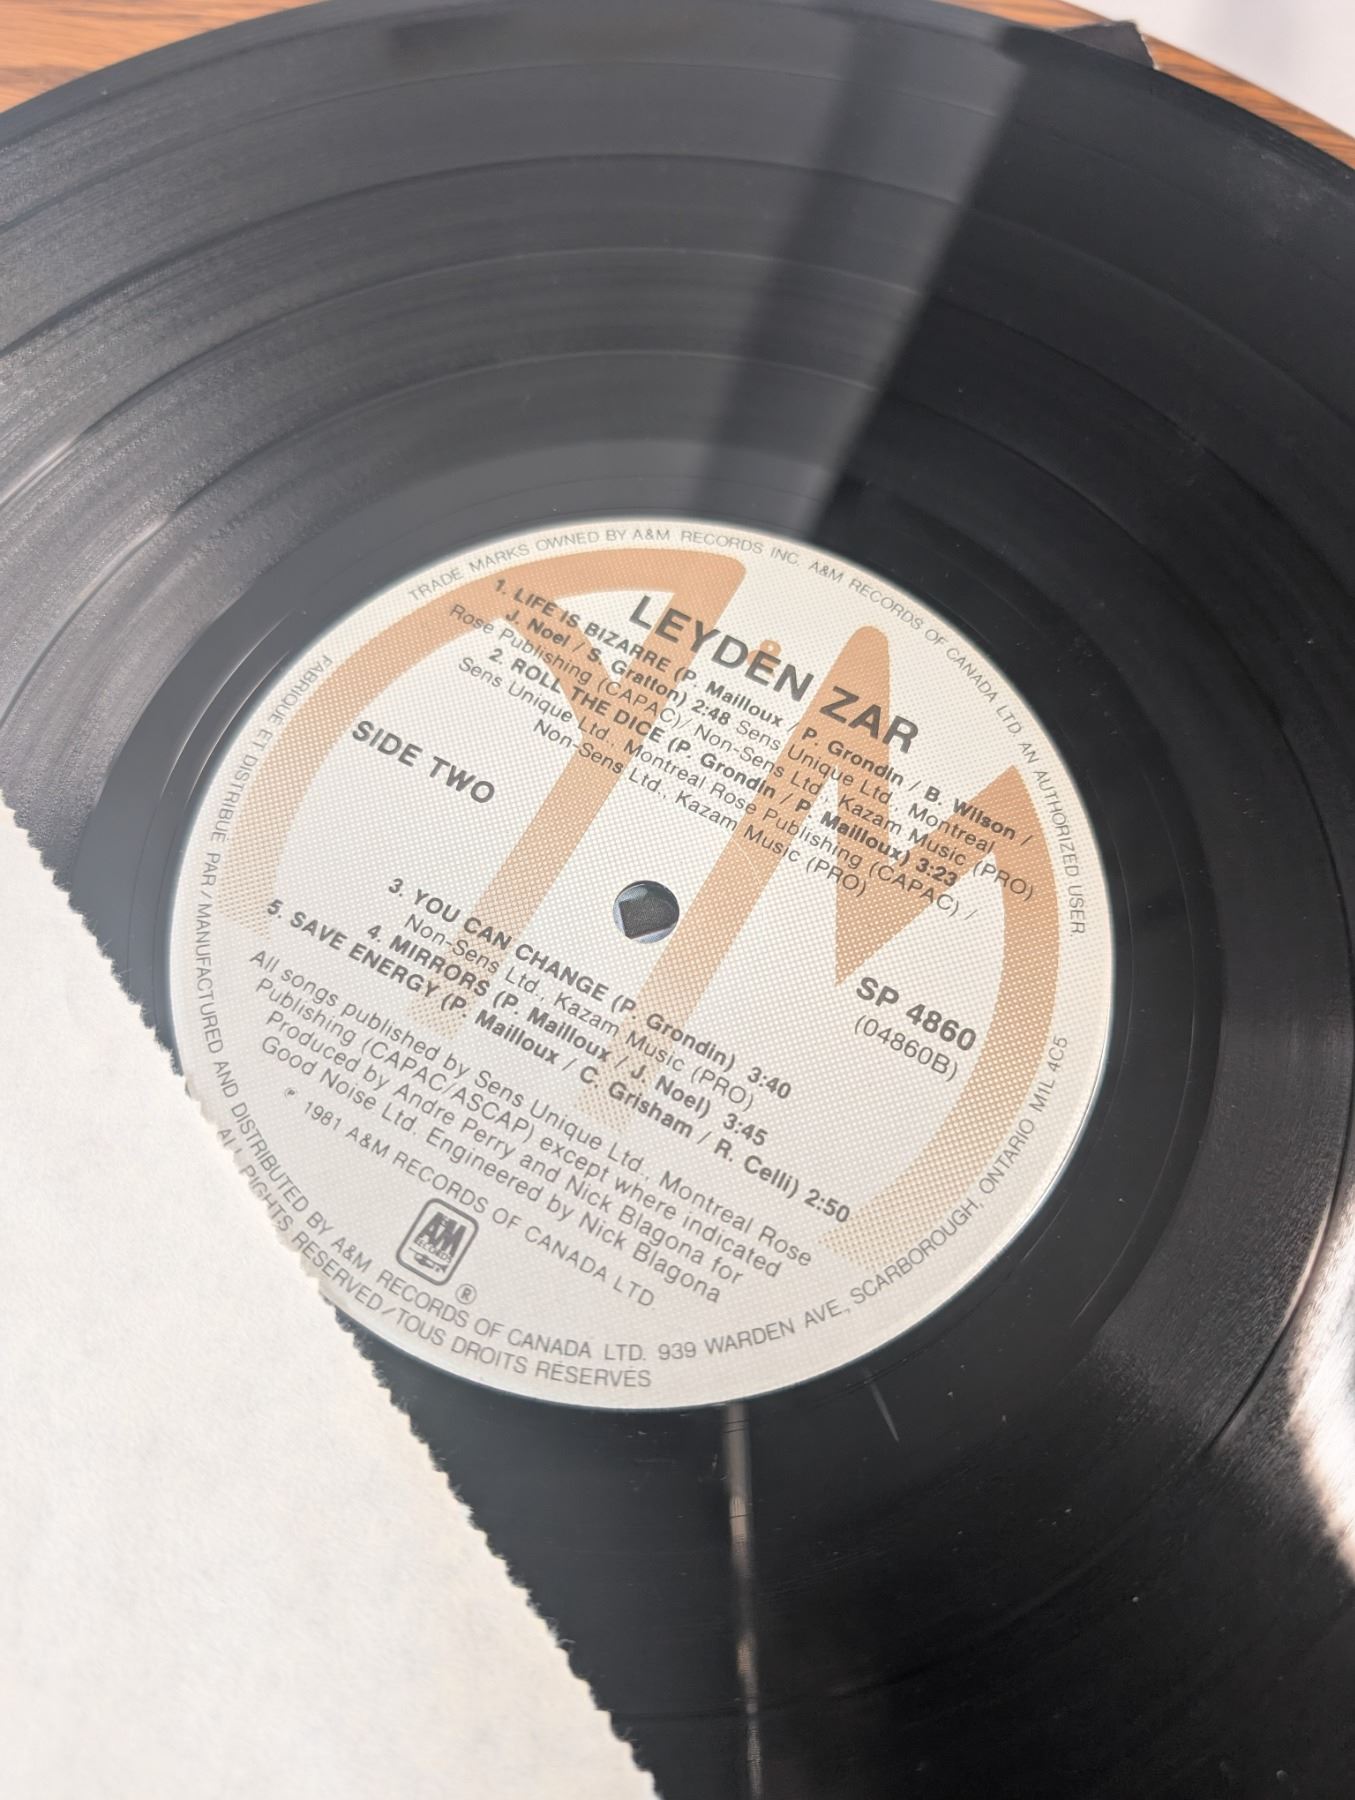 TRADE MARKS OWNED BY A&M RECORDS INC. A&M RECORDS OF CANADA LTD. AN AUTHORIZED USER.
LEYDEN ZAR
1. LIFE IS BIZARRE (P. Mailloux / P. Grondin / B. Wilson /
J. Noel / S. Gratton) 2:48 Sens Unique Ltd., Montreal
Rose Publishing (CAPAC)/ Non-Sens Ltd., Kazam Music (PRO)
2. ROLL THE DICE (P. Grondin / P. Mailloux) 3:23
Sens Unique Ltd., Montreal Rose Publishing (CAPAC) /
Non-Sens Ltd., Kazam Music (PRO)
SIDE TWO
SP 4860
(04860B)
3. YOU CAN CHANGE (P. Grondin) 3:40
Non-Sens Ltd., Kazam Music (PRO)
4. MIRRORS (P. Mailloux / J. Noel) 3:45
5. SAVE ENERGY (P. Mailloux / C. Grisham / R. Celli) 2:50
All songs published by Sens Unique Ltd., Montreal Rose
Publishing (CAPAC/ASCAP) except where indicated
Produced by Andre Perry and Nick Blagona for
Good Noise Ltd. Engineered by Nick Blagona
℗ 1981 A&M RECORDS OF CANADA LTD
A&M
RECORDS
®
FABRIQUE ET DISTRIBUE PAR / MANUFACTURED AND DISTRIBUTED BY A&M RECORDS OF CANADA LTD. 939 WARDEN AVE., SCARBOROUGH, ONTARIO MIL 4C5
ALL RIGHTS RESERVED / TOUS DROITS RÉSERVÉS